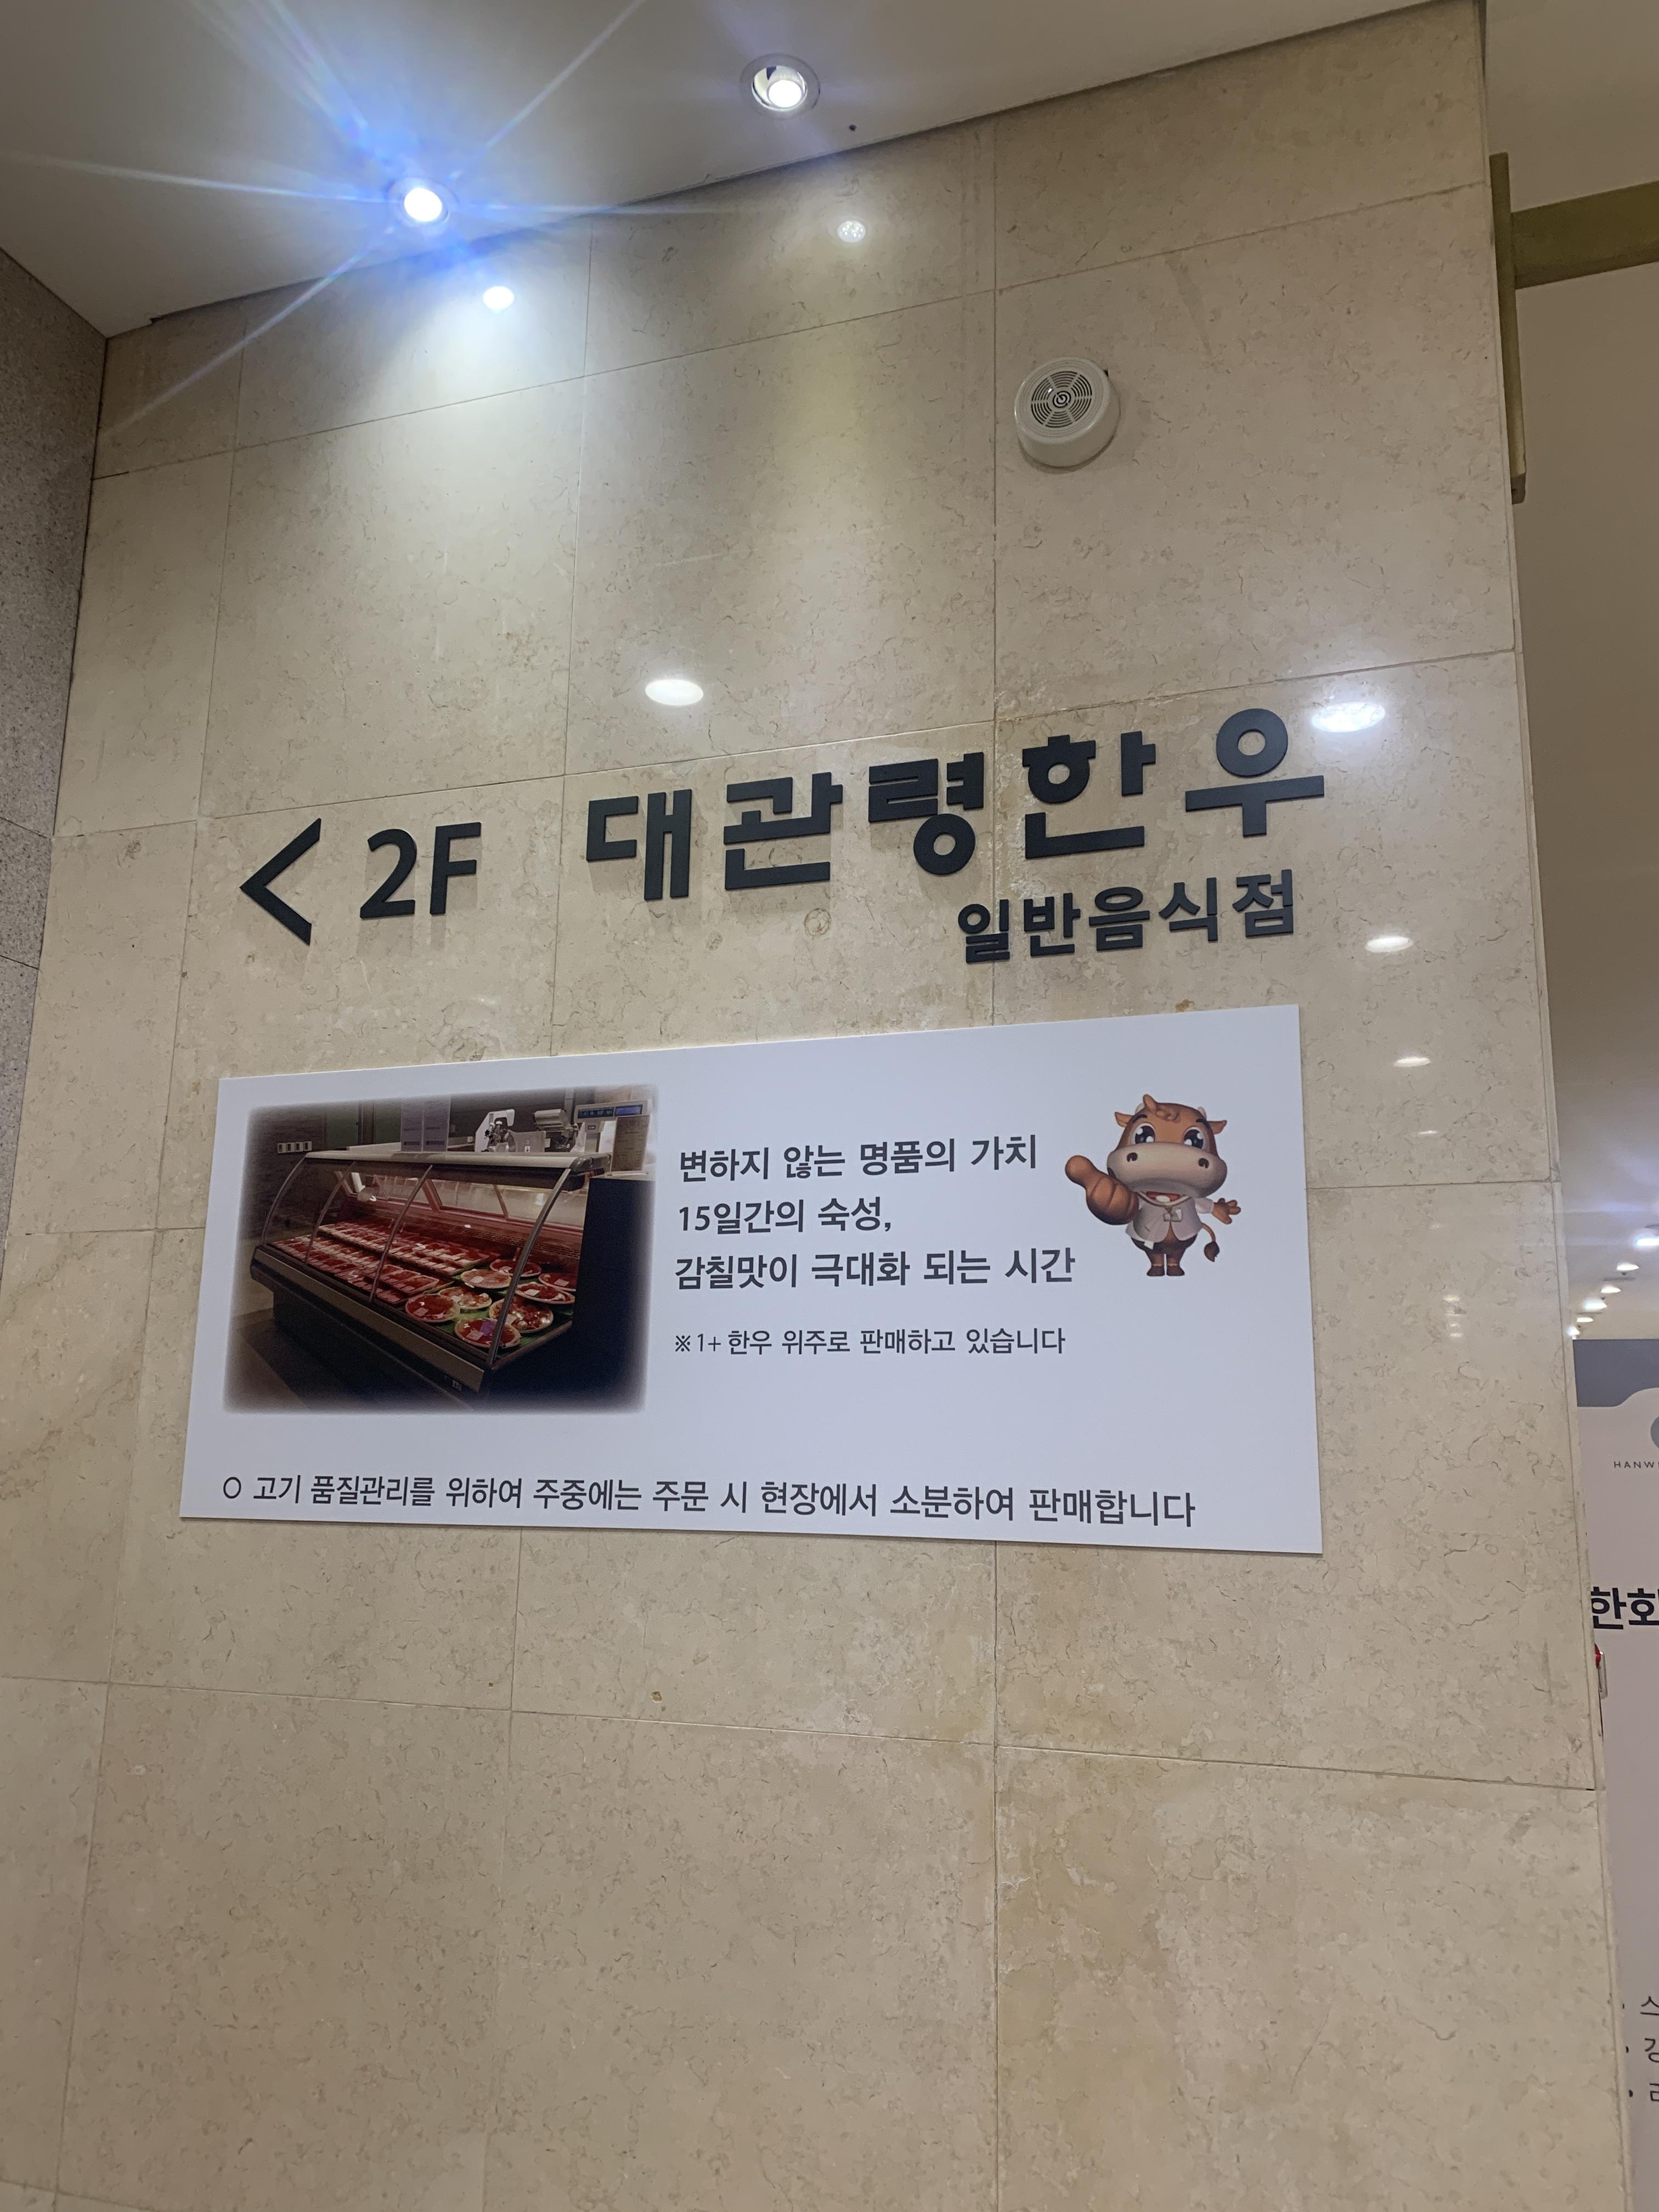 < 2F 대관령한우
일반음식점
변하지 않는 명품의 가치
15일간의 숙성,
감칠맛이 극대화 되는 시간
※1+ 한우 위주로 판매하고 있습니다
○ 고기 품질관리를 위하여 주중에는 주문 시 현장에서 소분하여 판매합니다